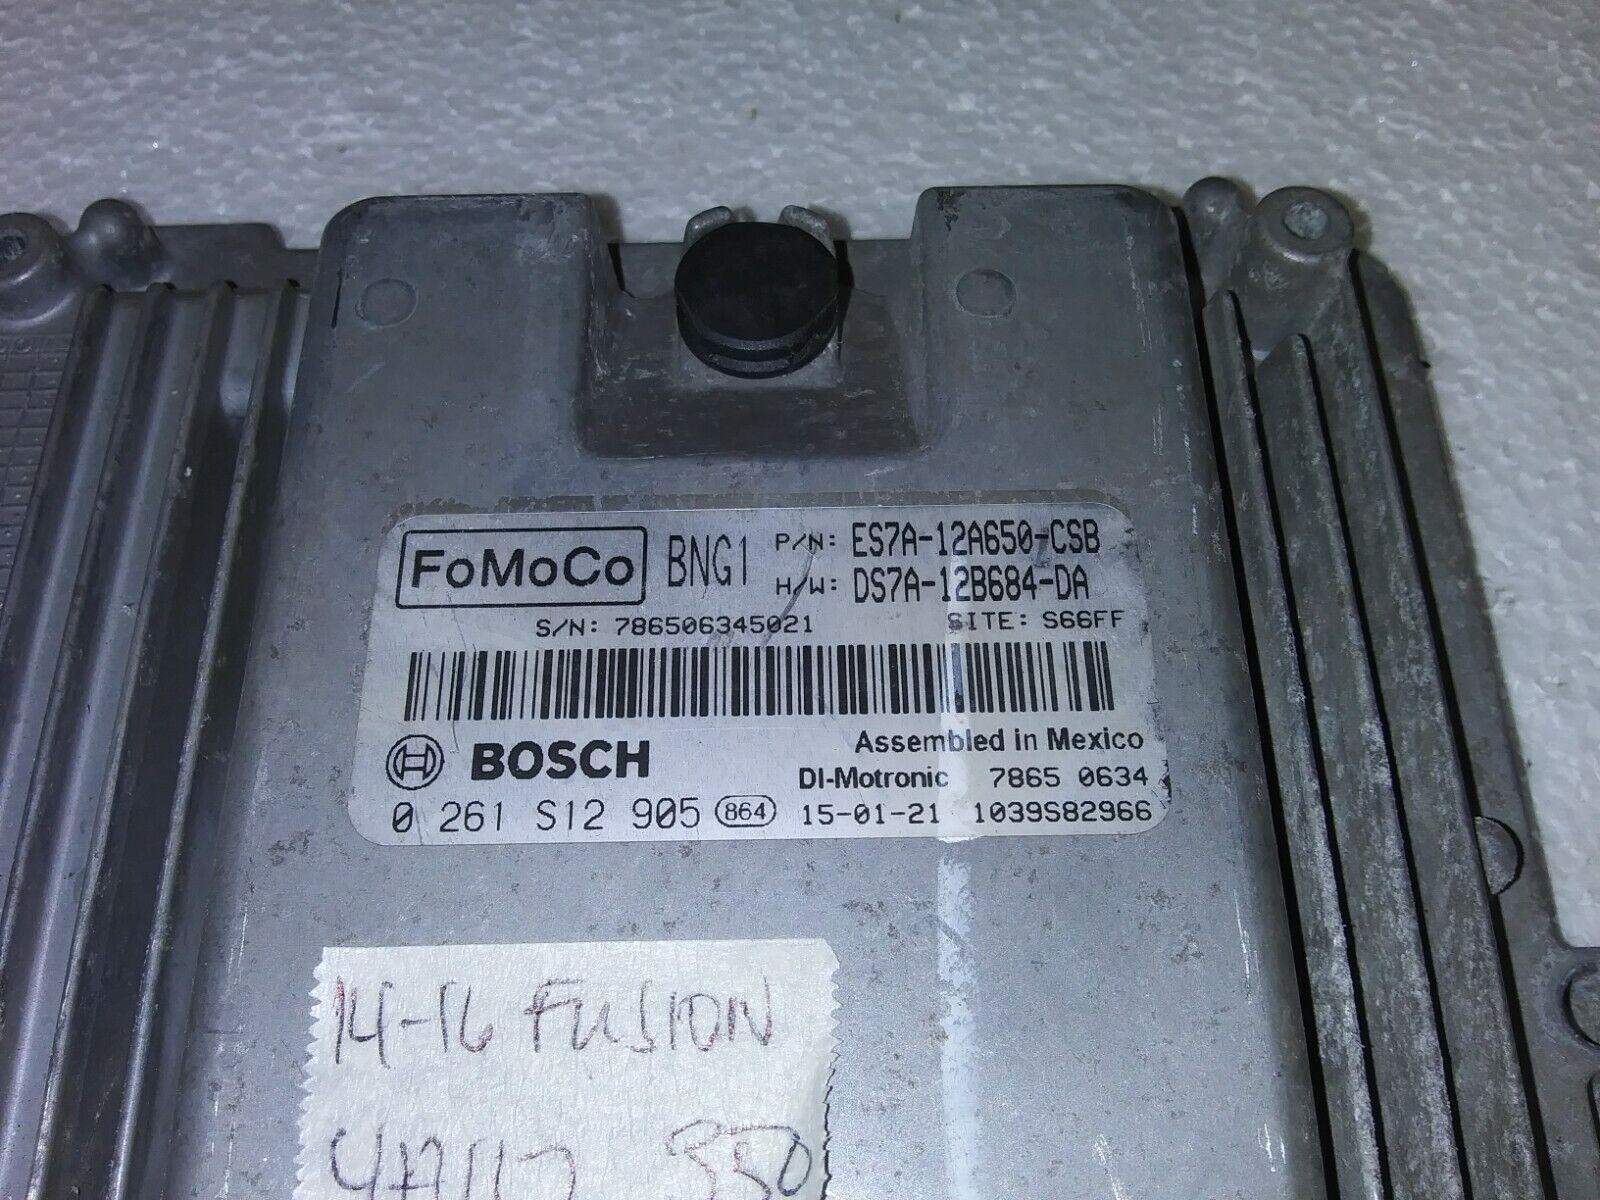 FoMoCo BNG1 P/N: ES7A-12A650-CSB
H/W: DS7A-12B684-DA
S/N: 786506345021 SITE: S66FF
BOSCH Assembled in Mexico
DI-Motronic 7865 0634
0 261 S12 905 864 15-01-21 1039S82966
14-16 FUSION
350